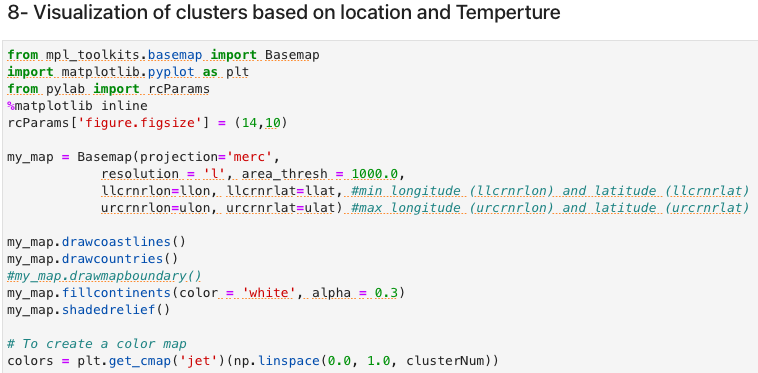 8- Visualization of clusters based on location and Temperture
from mpl_toolkits.basemap import Basemap
import matplotlib.pyplot as plt
from pylab import rcParams
%matplotlib inline
rcParams['figure.figsize'] = (14,10)
my_map = Basemap(projection='merc',
            resolution = 'l', area_thresh = 1000.0,
            llcrnrlon=llon, llcrnrlat=llat, #min longitude (llcrnrlon) and latitude (llcrnrlat)
            urcrnrlon=ulon, urcrnrlat=ulat) #max longitude (urcrnrlon) and latitude (urcrnrlat)
my_map.drawcoastlines()
my_map.drawcountries()
#my_map.drawmapboundary()
my_map.fillcontinents(color = 'white', alpha = 0.3)
my_map.shadedrelief()
# To create a color map
colors = plt.get_cmap('jet')(np.linspace(0.0, 1.0, clusterNum))